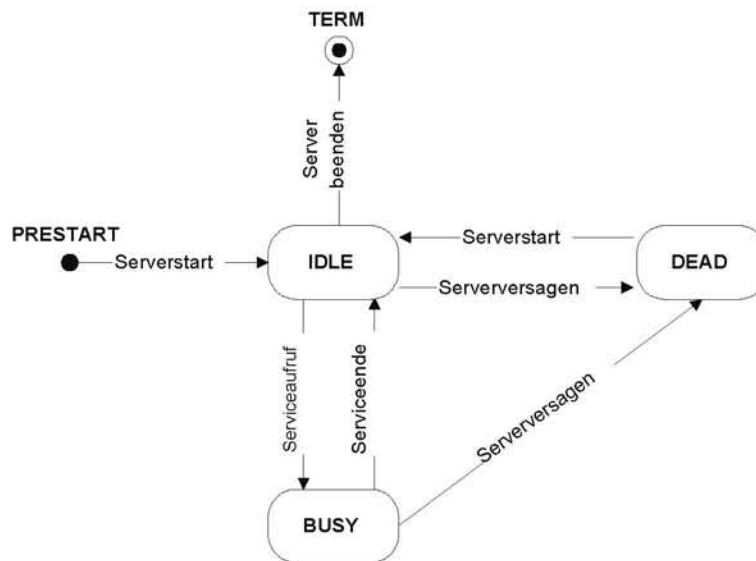 TERM
Server
beenden
PRESTART
Serverstart
IDLE
Serverstart
DEAD
Serverversagen
Serviceaufruf
Serviceende
Serverversagen
BUSY